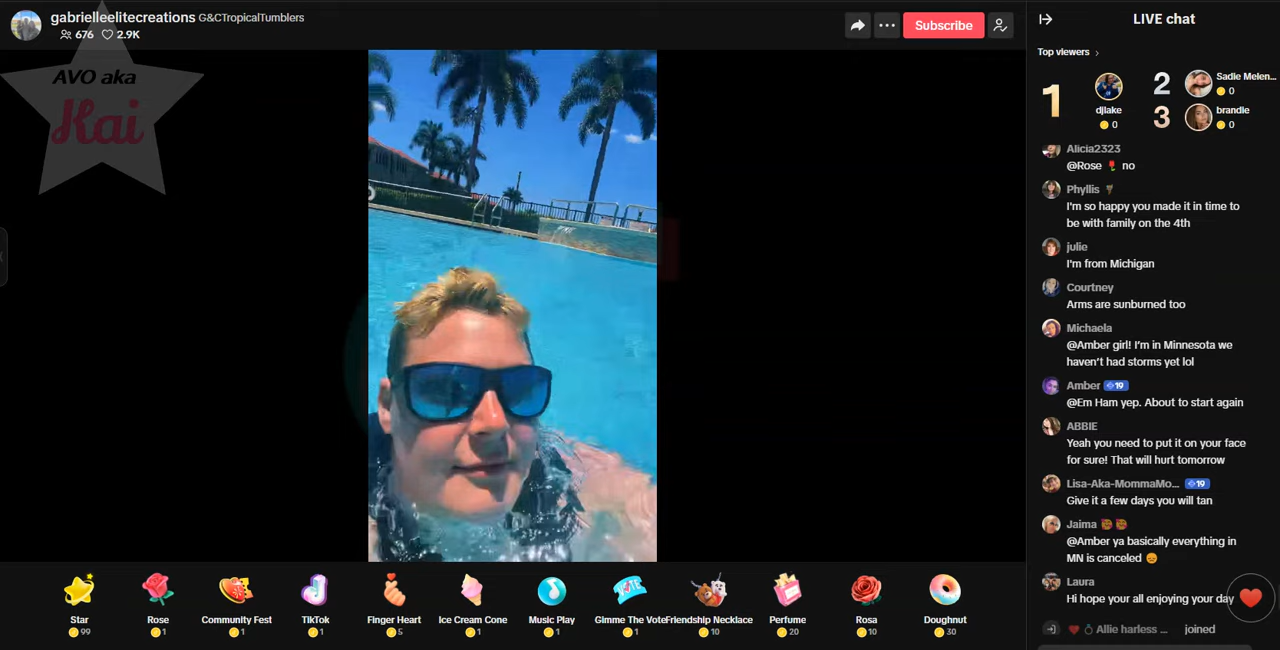 gabrielleelitecreations G&CTropicalTumblers
676 2.9K
Subscribe
AVO aka
Kai
LIVE chat
Top viewers
1
djlake
0
2
Sadie Melen...
0
3
brandie
0
Alicia2323
@Rose 🌹 no
Phyllis
I'm so happy you made it in time to
be with family on the 4th
julie
I'm from Michigan
Courtney
Arms are sunburned too
Michaela
@Amber girl! I'm in Minnesota we
haven't had storms yet lol
Amber 19
@Em Ham yep. About to start again
ABBIE
Yeah you need to put it on your face
for sure! That will hurt tomorrow
Lisa-Aka-MommaMo... 19
Give it a few days you will tan
Jaima
@Amber ya basically everything in
MN is canceled 😞
Laura
Hi hope your all enjoying your day
Allie harless ... joined
Star Rose Community Fest TikTok Finger Heart Ice Cream Cone Music Play Gimme The Vote Friendship Necklace Perfume Rosa Doughnut
99 1 1 1 5 1 1 1 10 20 10 30